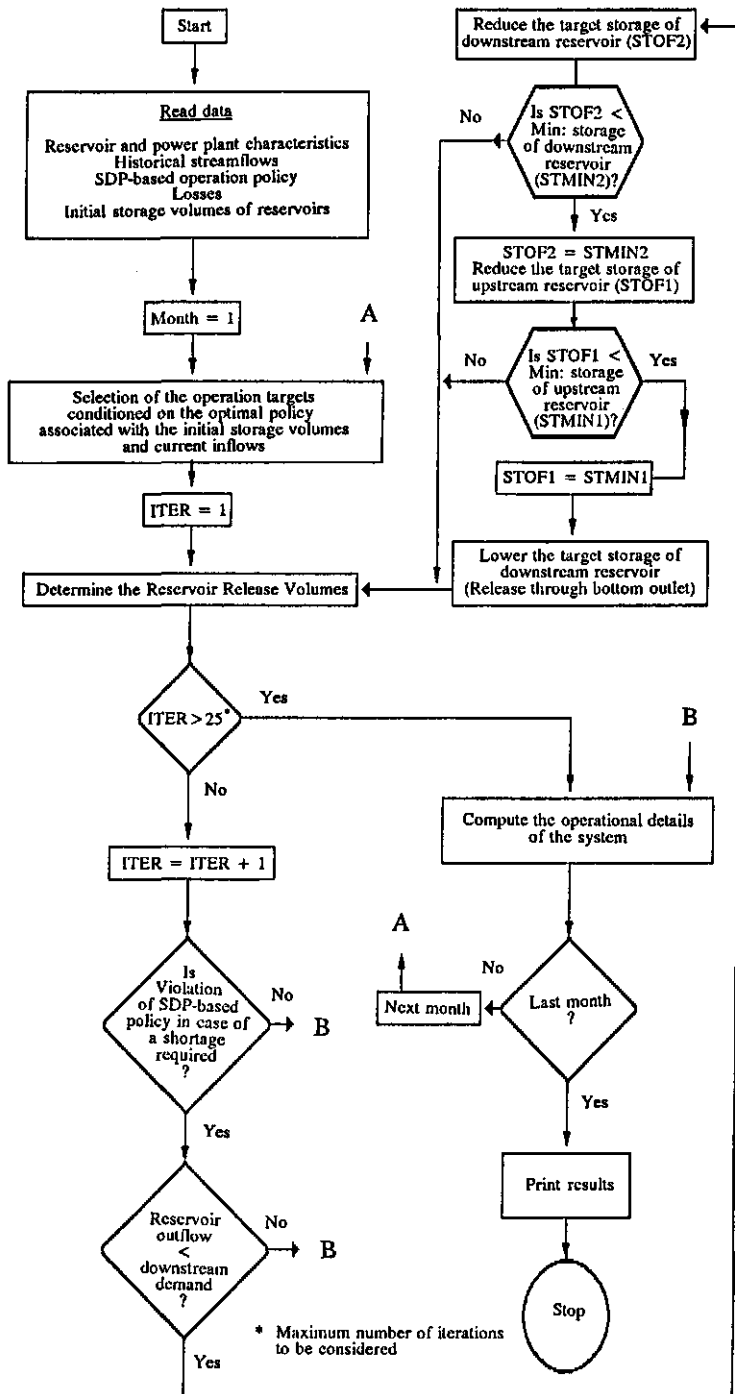 Start
Read data
Reservoir and power plant characteristics
Historical streamflows
SDP-based operation policy
Losses
Initial storage volumes of reservoirs
Month = 1
A
Selection of the operation targets
conditioned on the optimal policy
associated with the initial storage volumes
and current inflows
ITER = 1
Determine the Reservoir Release Volumes
ITER > 25*
Yes
No
ITER = ITER + 1
Is
Violation
of SDP-based
policy in case of
a shortage
required
?
No
B
Yes
Reservoir
outflow
<
downstream
demand
?
No
B
Yes
Reduce the target storage of
downstream reservoir (STOF2)
Is STOF2 <
Min: storage
of downstream
reservoir
(STMIN2)?
No
Yes
STOF2 = STMIN2
Reduce the target storage of
upstream reservoir (STOF1)
Is STOF1 <
Min: storage
of upstream
reservoir
(STMIN1)?
No
Yes
STOF1 = STMIN1
Lower the target storage of
downstream reservoir
(Release through bottom outlet)
B
Compute the operational details
of the system
Last month
?
No
Next month
A
Yes
Print results
Stop
* Maximum number of iterations
to be considered